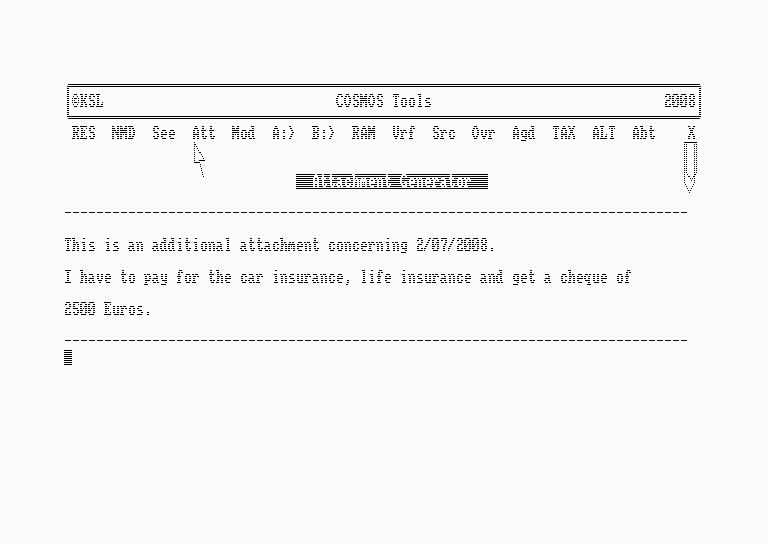 ©KSL COSMOS Tools 2008
RES NMD See Att Mod A:> B:> RAM Vrf Src Ovr Agd TAX ALT Abt X
Attachment Generator
This is an additional attachment concerning 2/07/2008.
I have to pay for the car insurance, life insurance and get a cheque of
2500 Euros.